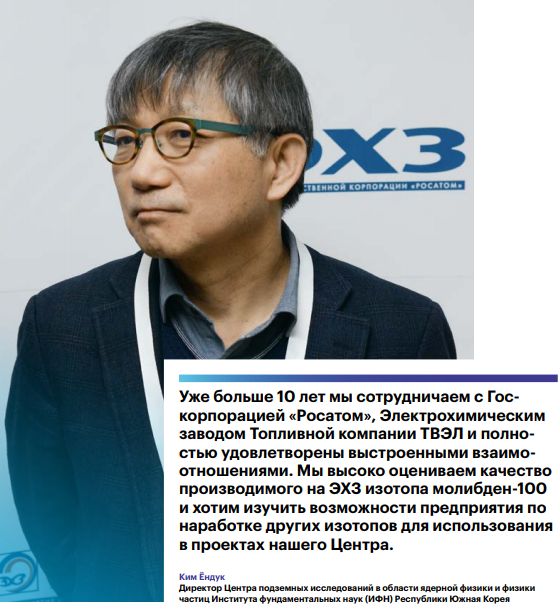 ЭХЗ
СТВЕННОЙ КОРПОРАЦИИ «РОСАТОМ»
Уже больше 10 лет мы сотрудничаем с Гос-
корпорацией «Росатом», Электрохимическим
заводом Топливной компании ТВЭЛ и полно-
стью удовлетворены выстроенными взаимо-
отношениями. Мы высоко оцениваем качество
производимого на ЭХЗ изотопа молибден-100
и хотим изучить возможности предприятия по
наработке других изотопов для использования
в проектах нашего Центра.
ЭХЗ
Ким Ёндук
Директор Центра подземных исследований в области ядерной физики и физики
частиц Института фундаментальных наук (ИФН) Республики Южная Корея